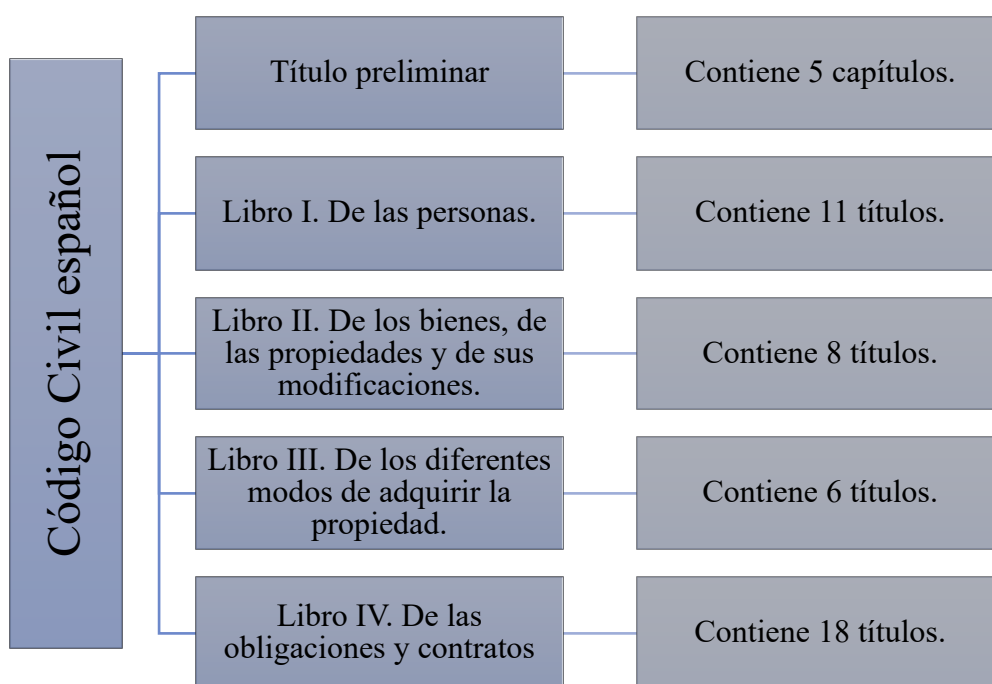 Código Civil español
Título preliminar
Contiene 5 capítulos.
Libro I. De las personas.
Contiene 11 títulos.
Libro II. De los bienes, de
las propiedades y de sus
modificaciones.
Contiene 8 títulos.
Libro III. De los diferentes
modos de adquirir la
propiedad.
Contiene 6 títulos.
Libro IV. De las
obligaciones y contratos
Contiene 18 títulos.